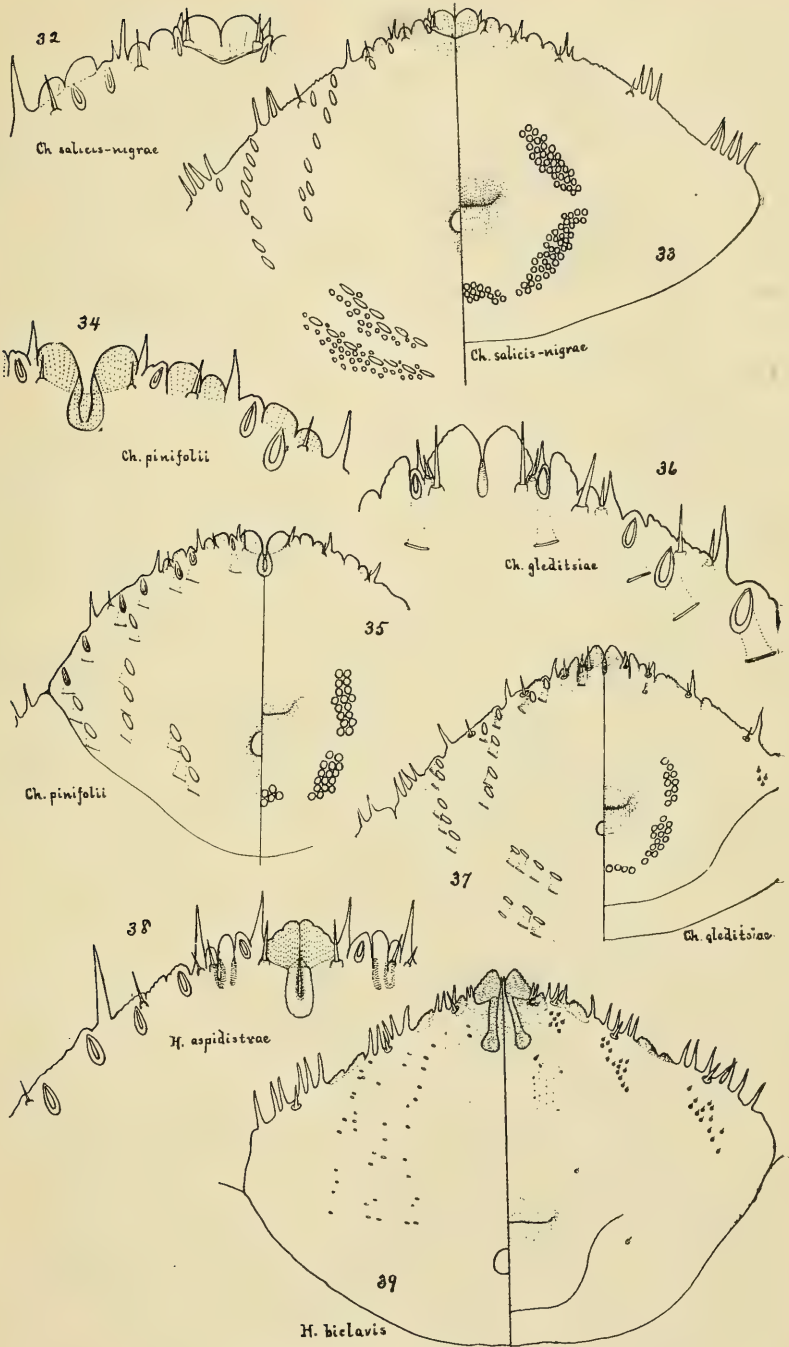 32
Ch salicis-nigrae
33
Ch. salicis-nigrae
34
Ch. pinifolii
36
Ch. gleditsiae
35
Ch. pinifolii
37
Ch. gleditsiae
38
H. aspidistrae
39
H. biclavis